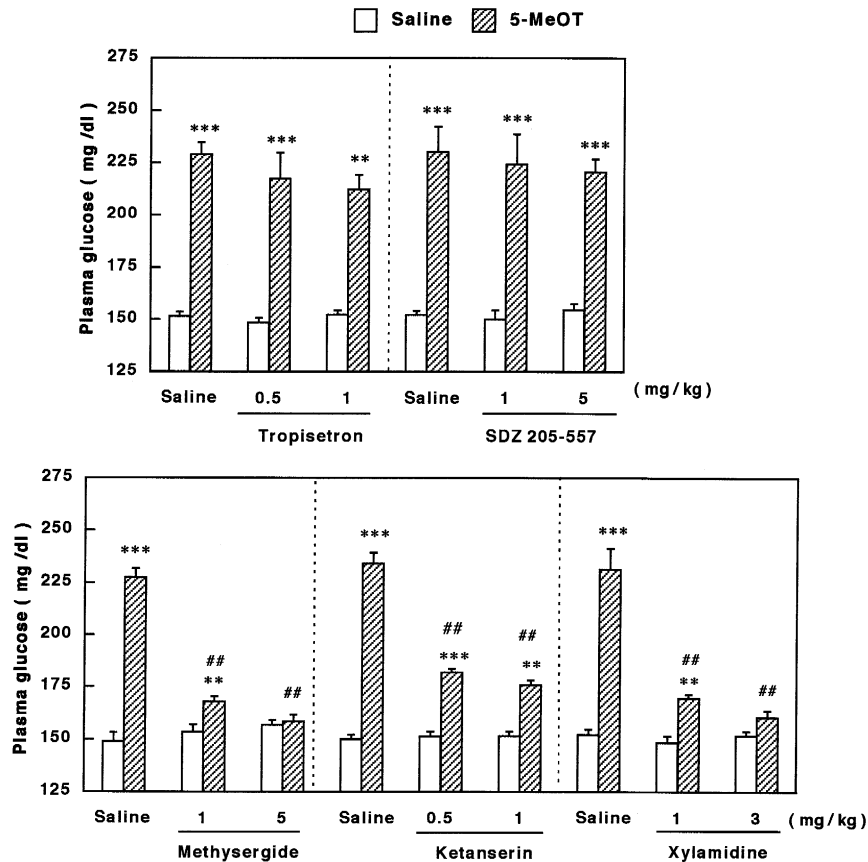 Saline 5-MeOT
Plasma glucose ( mg /dl )
275
250
225
200
175
150
125
*** *** ** *** *** ***
Saline 0.5 1 Saline 1 5 ( mg/kg )
Tropisetron SDZ 205-557
Plasma glucose ( mg /dl )
275
250
225
200
175
150
125
*** *** ***
## ## ## ## ## ##
** *** ** **
Saline 1 5 Saline 0.5 1 Saline 1 3 ( mg/kg )
Methysergide Ketanserin Xylamidine